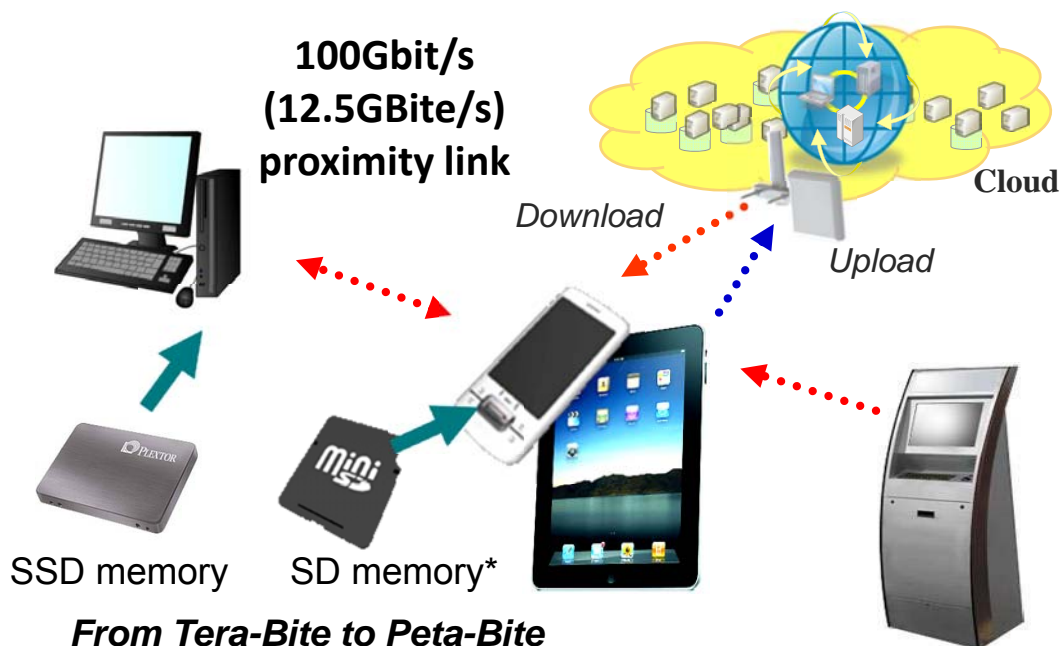 100Gbit/s
(12.5GBite/s)
proximity link
Cloud
Download
Upload
PLEXTOR
mini
SD
SSD memory
SD memory*
From Tera-Bite to Peta-Bite